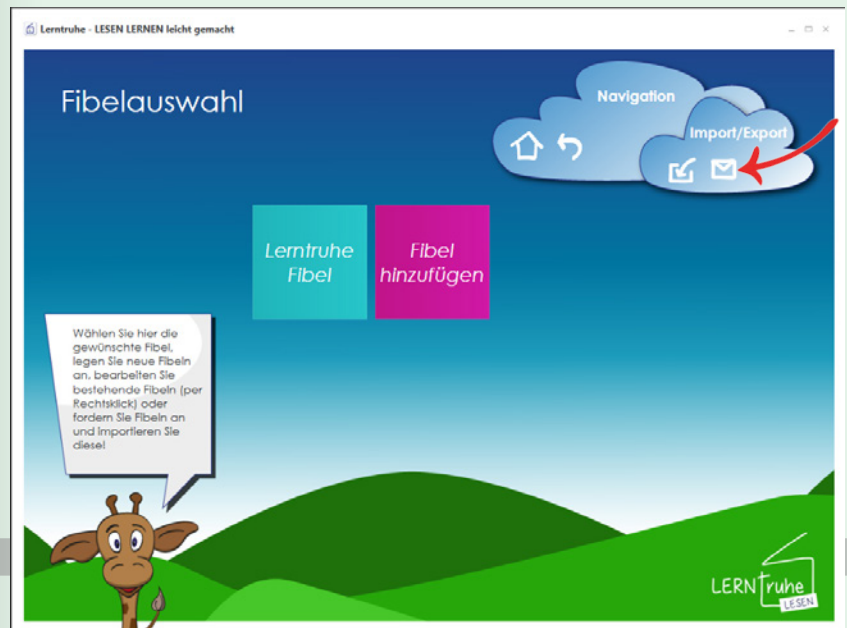 Lerntruhe - LESEN LERNEN leicht gemacht
Fibelauswahl
Navigation
Import/Export
Lerntruhe
Fibel
Fibel
hinzufügen
Wählen Sie hier die
gewünschte Fibel,
legen Sie neue Fibeln
an, bearbeiten Sie
bestehende Fibeln (per
Rechtsklick) oder
fordern Sie Fibeln an
und importieren Sie
diese!
LERNTruhe
LESEN